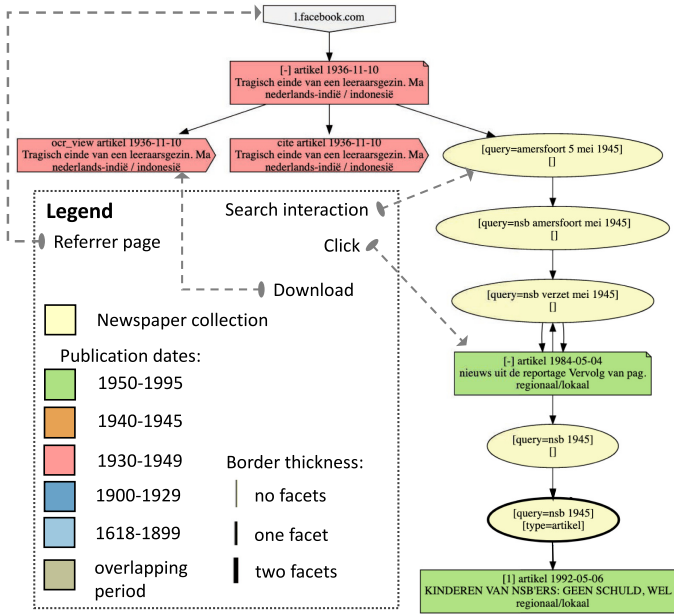 l.facebook.com
[-] artikel 1936-11-10
Tragisch einde van een leeraarsgezin. Ma
nederlands-indië / indonesië
ocr_view artikel 1936-11-10
Tragisch einde van een leeraarsgezin. Ma
nederlands-indië / indonesië
cite artikel 1936-11-10
Tragisch einde van een leeraarsgezin. Ma
nederlands-indië / indonesië
[query=amersfoort 5 mei 1945]
[]
[query=nsb amersfoort mei 1945]
[]
[query=nsb verzet mei 1945]
[]
[-] artikel 1984-05-04
nieuws uit de reportage Vervolg van pag.
regionaal/lokaal
[query=nsb 1945]
[]
[query=nsb 1945]
[type=artikel]
[1] artikel 1992-05-06
KINDEREN VAN NSB'ERS: GEEN SCHULD, WEL
regionaal/lokaal
Legend
Search interaction
Referrer page
Click
Download
Newspaper collection
Publication dates:
1950-1995
1940-1945
1930-1949
1900-1929
1618-1899
overlapping
period
Border thickness:
no facets
one facet
two facets